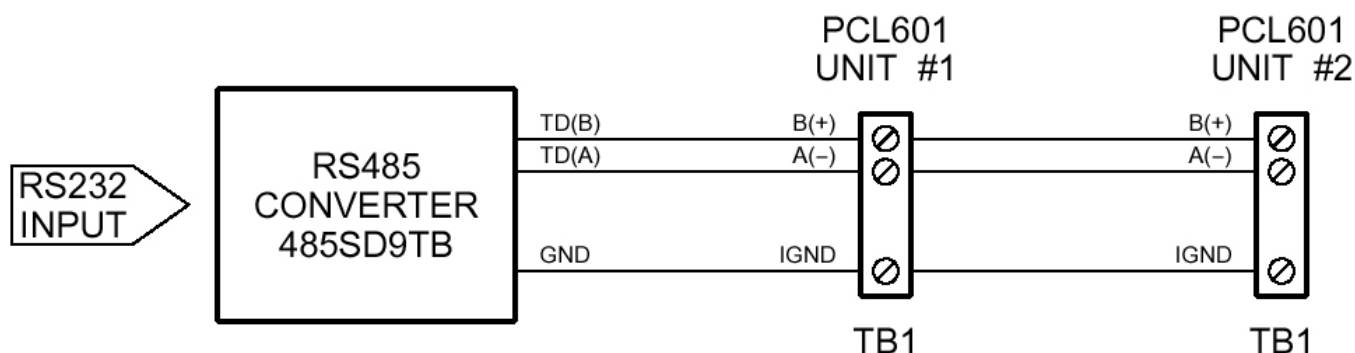 PCL601
UNIT #1
PCL601
UNIT #2
RS232
INPUT
RS485
CONVERTER
485SD9TB
TD(B)
TD(A)
GND
B(+)
A(−)
IGND
B(+)
A(−)
IGND
TB1
TB1